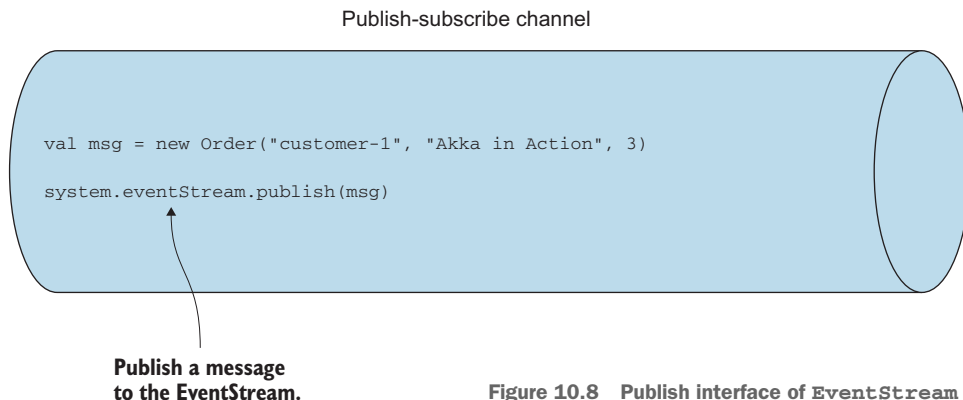 Publish-subscribe channel
val msg = new Order("customer-1", "Akka in Action", 3)
system.eventStream.publish(msg)
Publish a message
to the EventStream.
Figure 10.8 Publish interface of EventStream